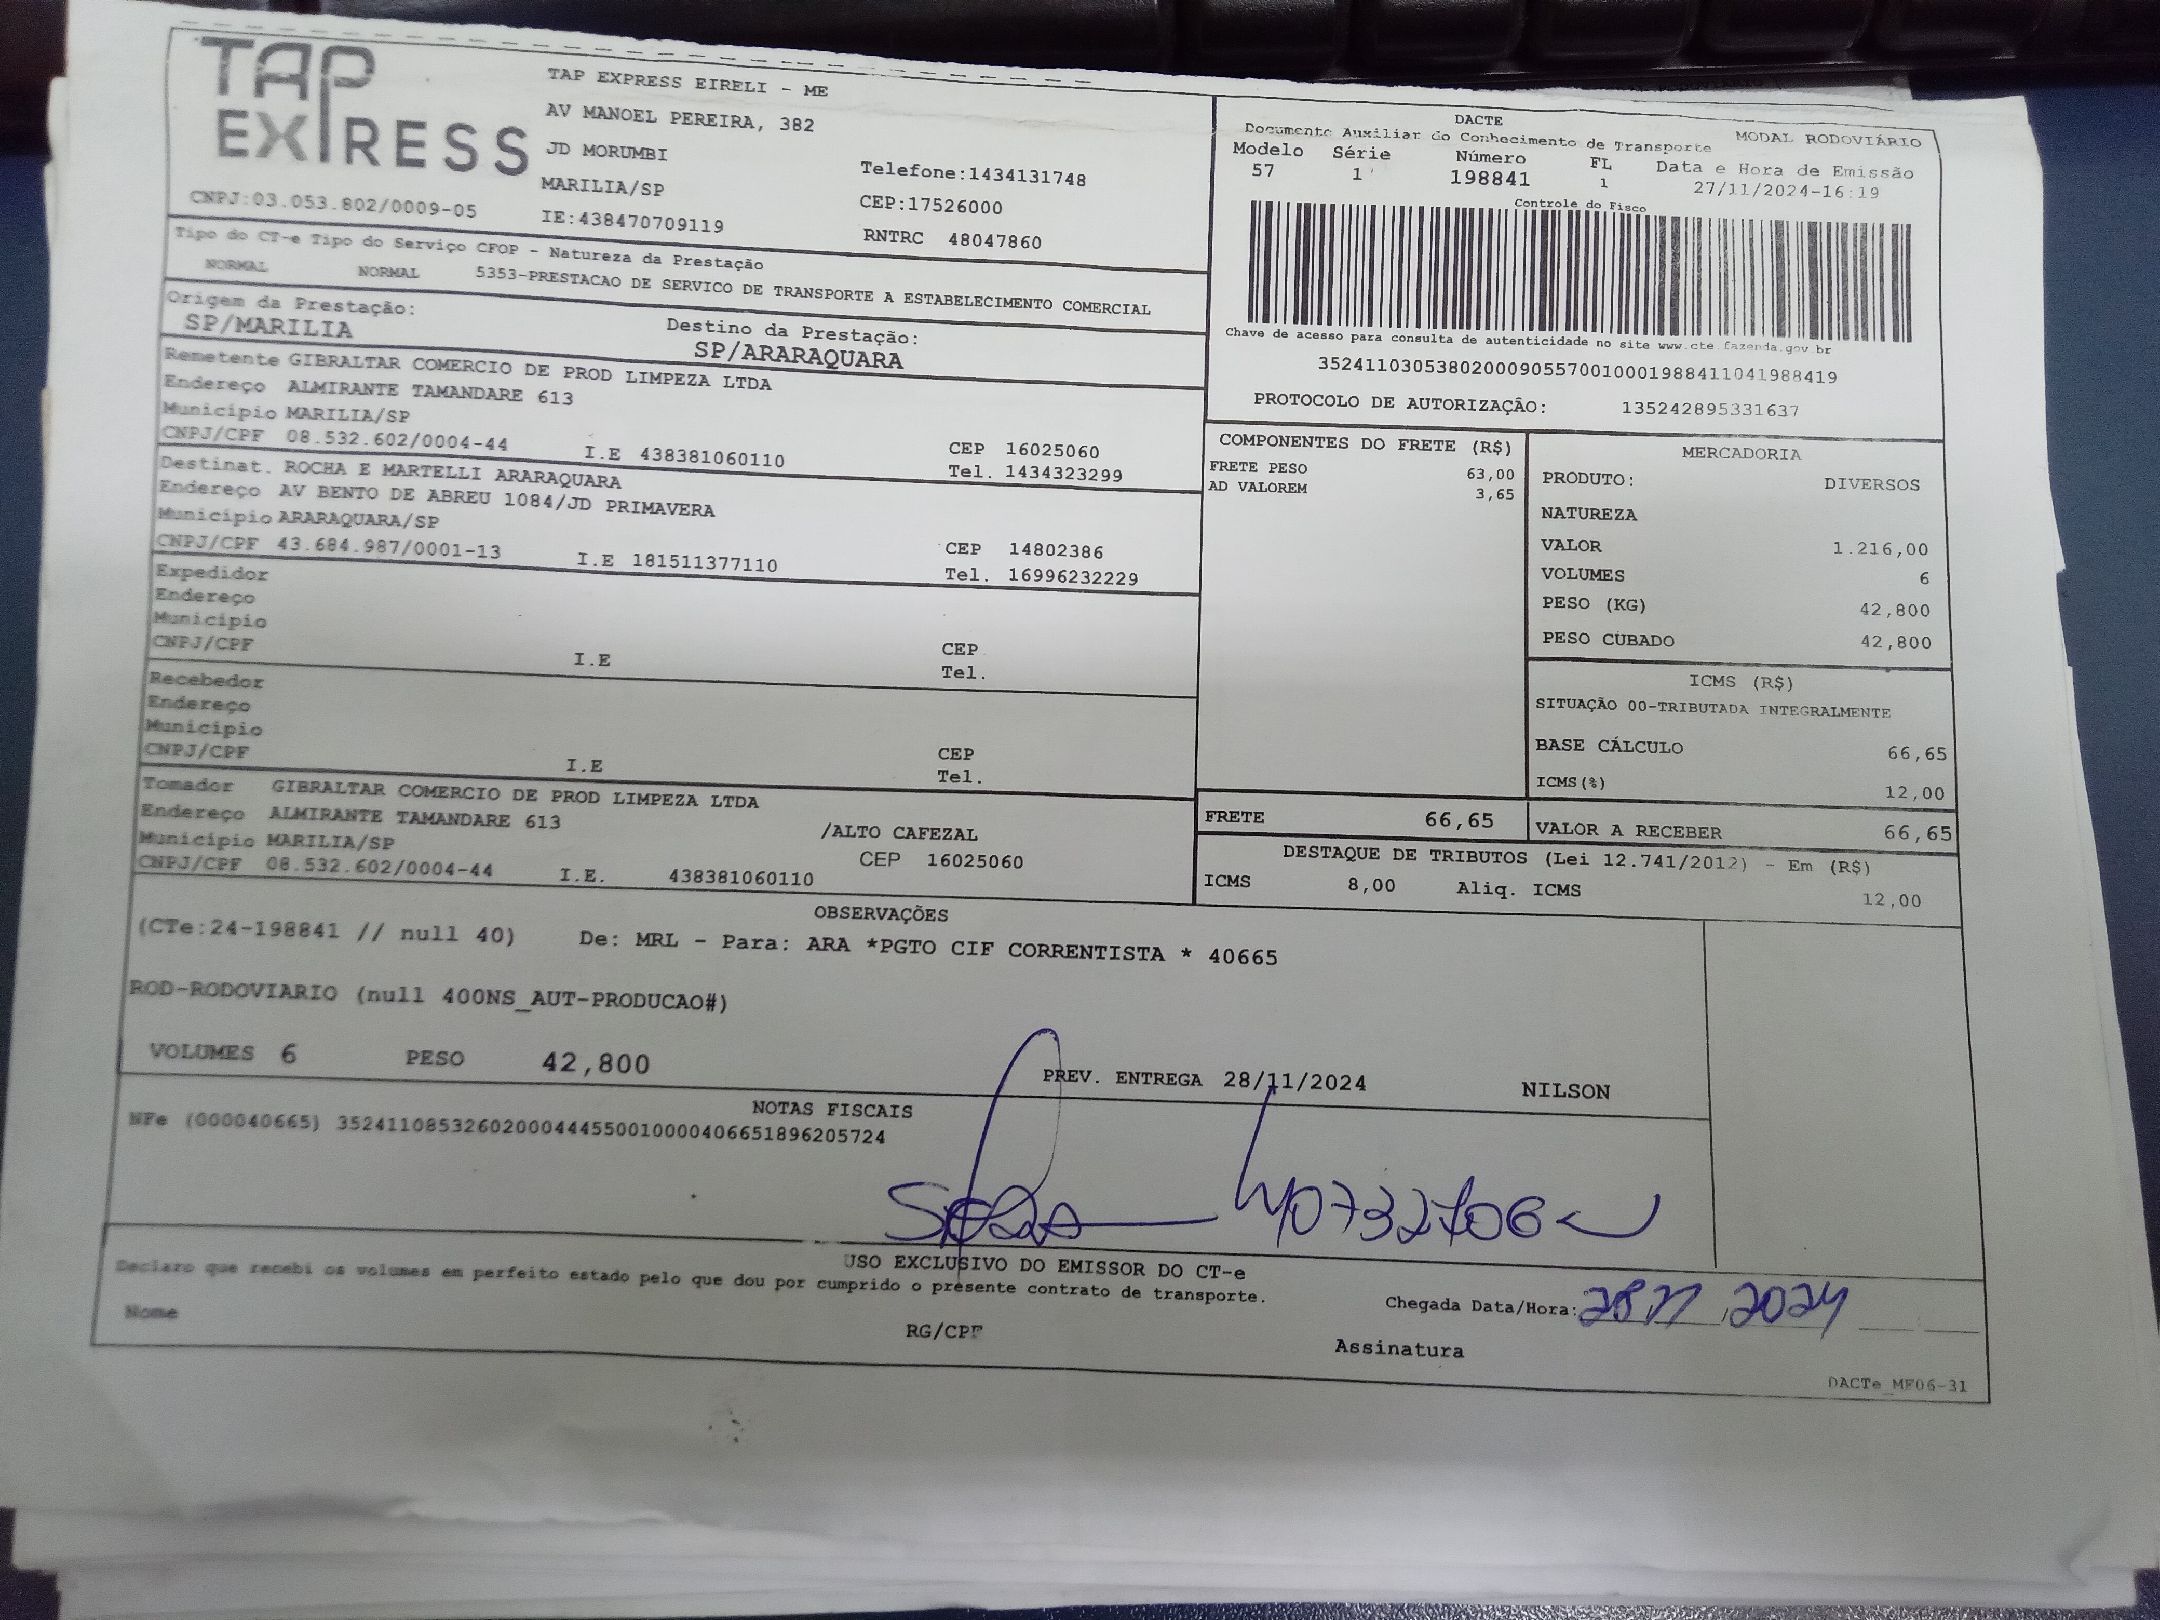 TAP EXPRESS
TAP EXPRESS EIRELI - ME
AV MANOEL PEREIRA, 382
JD MORUMBI
MARILIA/SP
Telefone:1434131748
CEP:17526000
CNPJ:03.053.802/0009-05
IE:438470709119
RNTRC 48047860
DACTE
Documento Auxiliar do Conhecimento de Transporte
MODAL RODOVIÁRIO
Modelo Série Número FL Data e Hora de Emissão
57 1 198841 1 27/11/2024-16:19
Controle do Fisco
Chave de acesso para consulta de autenticidade no site www.cte.fazenda.gov.br
35241103053802000905570010001988411041988419
PROTOCOLO DE AUTORIZAÇÃO: 135242895331637
Tipo do CT-e Tipo do Serviço CFOP - Natureza da Prestação
NORMAL NORMAL 5353-PRESTACAO DE SERVICO DE TRANSPORTE A ESTABELECIMENTO COMERCIAL
Origem da Prestação: Destino da Prestação:
SP/MARILIA SP/ARARAQUARA
Remetente GIBRALTAR COMERCIO DE PROD LIMPEZA LTDA
Endereço ALMIRANTE TAMANDARE 613
Município MARILIA/SP CEP 16025060
CNPJ/CPF 08.532.602/0004-44 I.E 438381060110 Tel. 1434323299
Destinat. ROCHA E MARTELLI ARARAQUARA
Endereço AV BENTO DE ABREU 1084/JD PRIMAVERA
Município ARARAQUARA/SP CEP 14802386
CNPJ/CPF 43.684.987/0001-13 I.E 181511377110 Tel. 16996232229
Expedidor
Endereço
Município CEP
CNPJ/CPF I.E Tel.
Recebedor
Endereço
Município CEP
CNPJ/CPF I.E Tel.
Tomador GIBRALTAR COMERCIO DE PROD LIMPEZA LTDA
Endereço ALMIRANTE TAMANDARE 613 /ALTO CAFEZAL
Município MARILIA/SP CEP 16025060
CNPJ/CPF 08.532.602/0004-44 I.E. 438381060110
COMPONENTES DO FRETE (R$)
FRETE PESO 63,00
AD VALOREM 3,65
MERCADORIA
PRODUTO: DIVERSOS
NATUREZA
VALOR 1.216,00
VOLUMES 6
PESO (KG) 42,800
PESO CUBADO 42,800
ICMS (R$)
SITUAÇÃO 00-TRIBUTADA INTEGRALMENTE
BASE CÁLCULO 66,65
ICMS(%) 12,00
FRETE 66,65
VALOR A RECEBER 66,65
DESTAQUE DE TRIBUTOS (Lei 12.741/2012) - Em (R$)
ICMS 8,00 Aliq. ICMS 12,00
OBSERVAÇÕES
(CTe:24-198841 // null 40) De: MRL - Para: ARA *PGTO CIF CORRENTISTA * 40665
ROD-RODOVIARIO (null 400NS_AUT-PRODUCAO#)
VOLUMES 6 PESO 42,800 PREV. ENTREGA 28/11/2024 NILSON
NOTAS FISCAIS
NFe (000040665) 35241108532602000444550010000406651896205724
USO EXCLUSIVO DO EMISSOR DO CT-e
Declaro que recebi os volumes em perfeito estado pelo que dou por cumprido o presente contrato de transporte.
Chegada Data/Hora: 28 11 2024
Nome RG/CPF Assinatura
DACTe_MF06-31